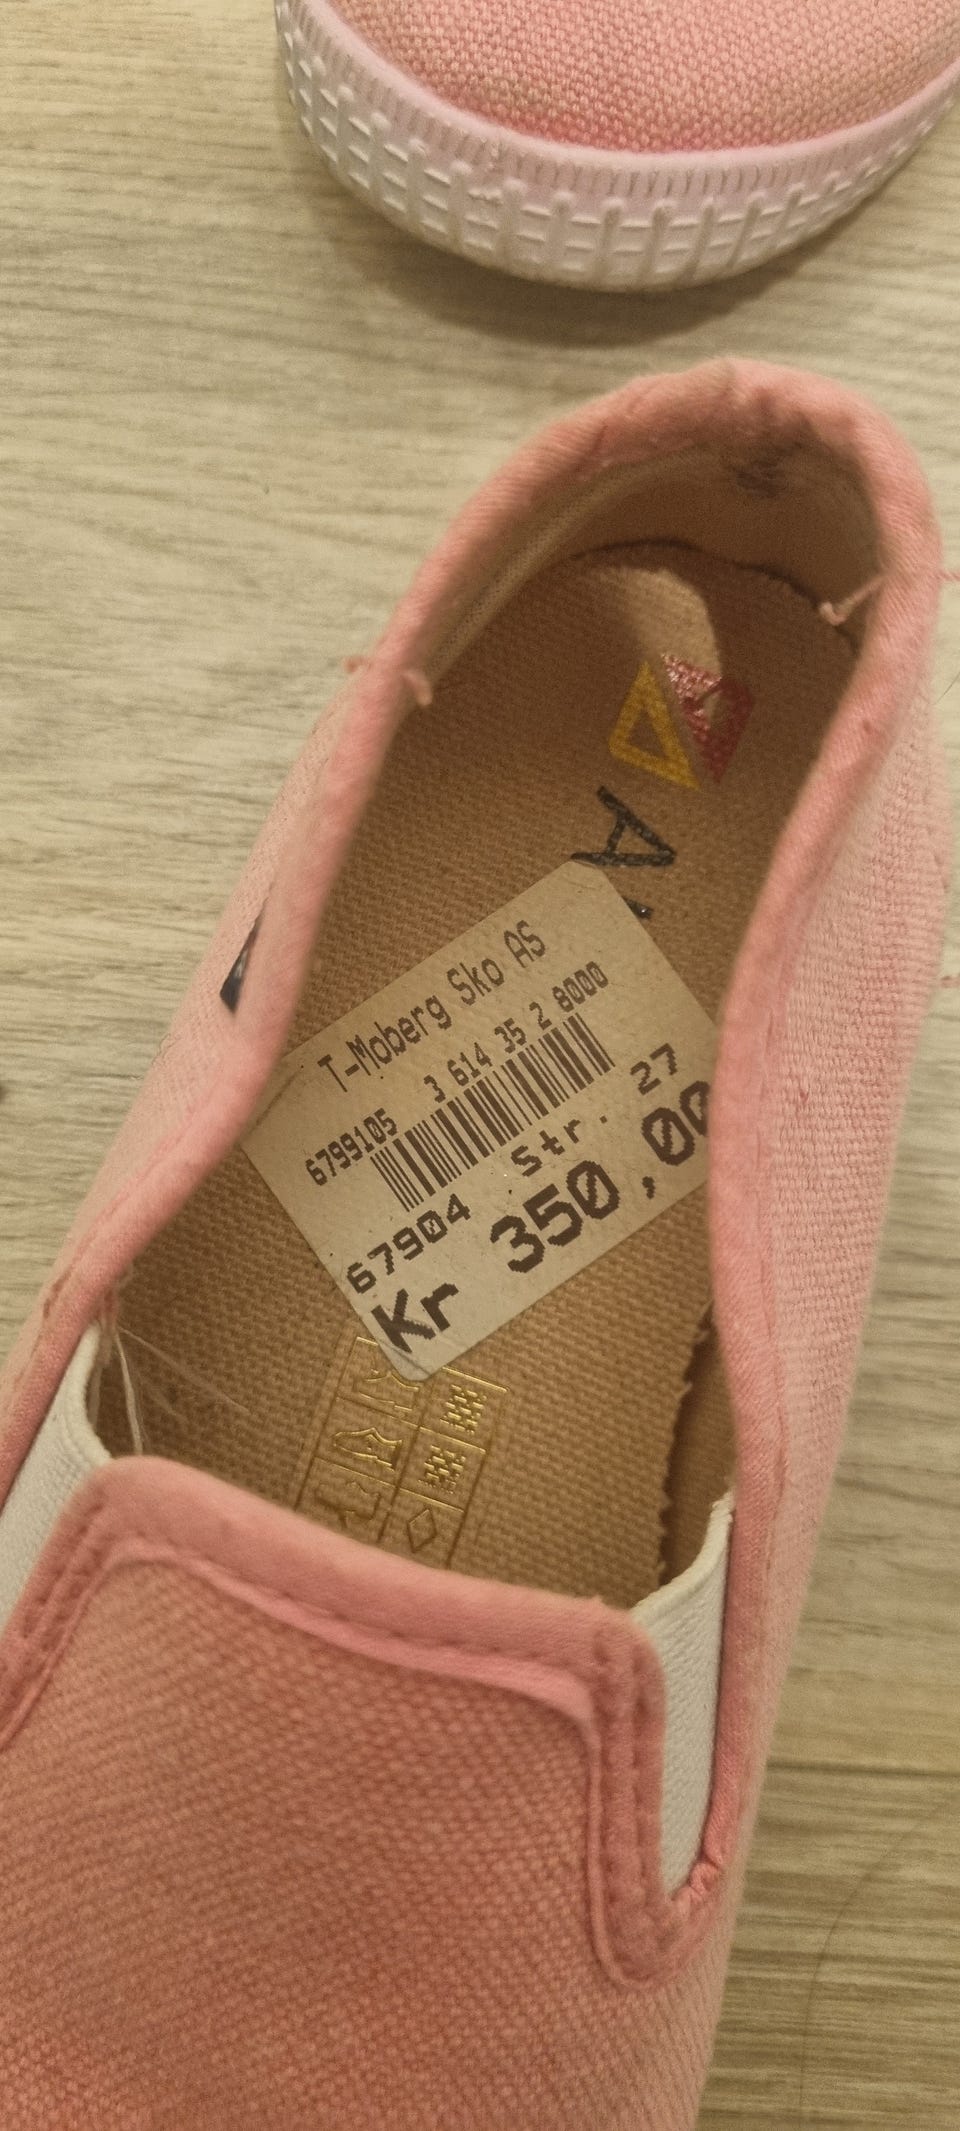 A
T-Moberg Sko AS
3 614 35 2 8000
6799105
Str. 27
67904
Kr 350,00